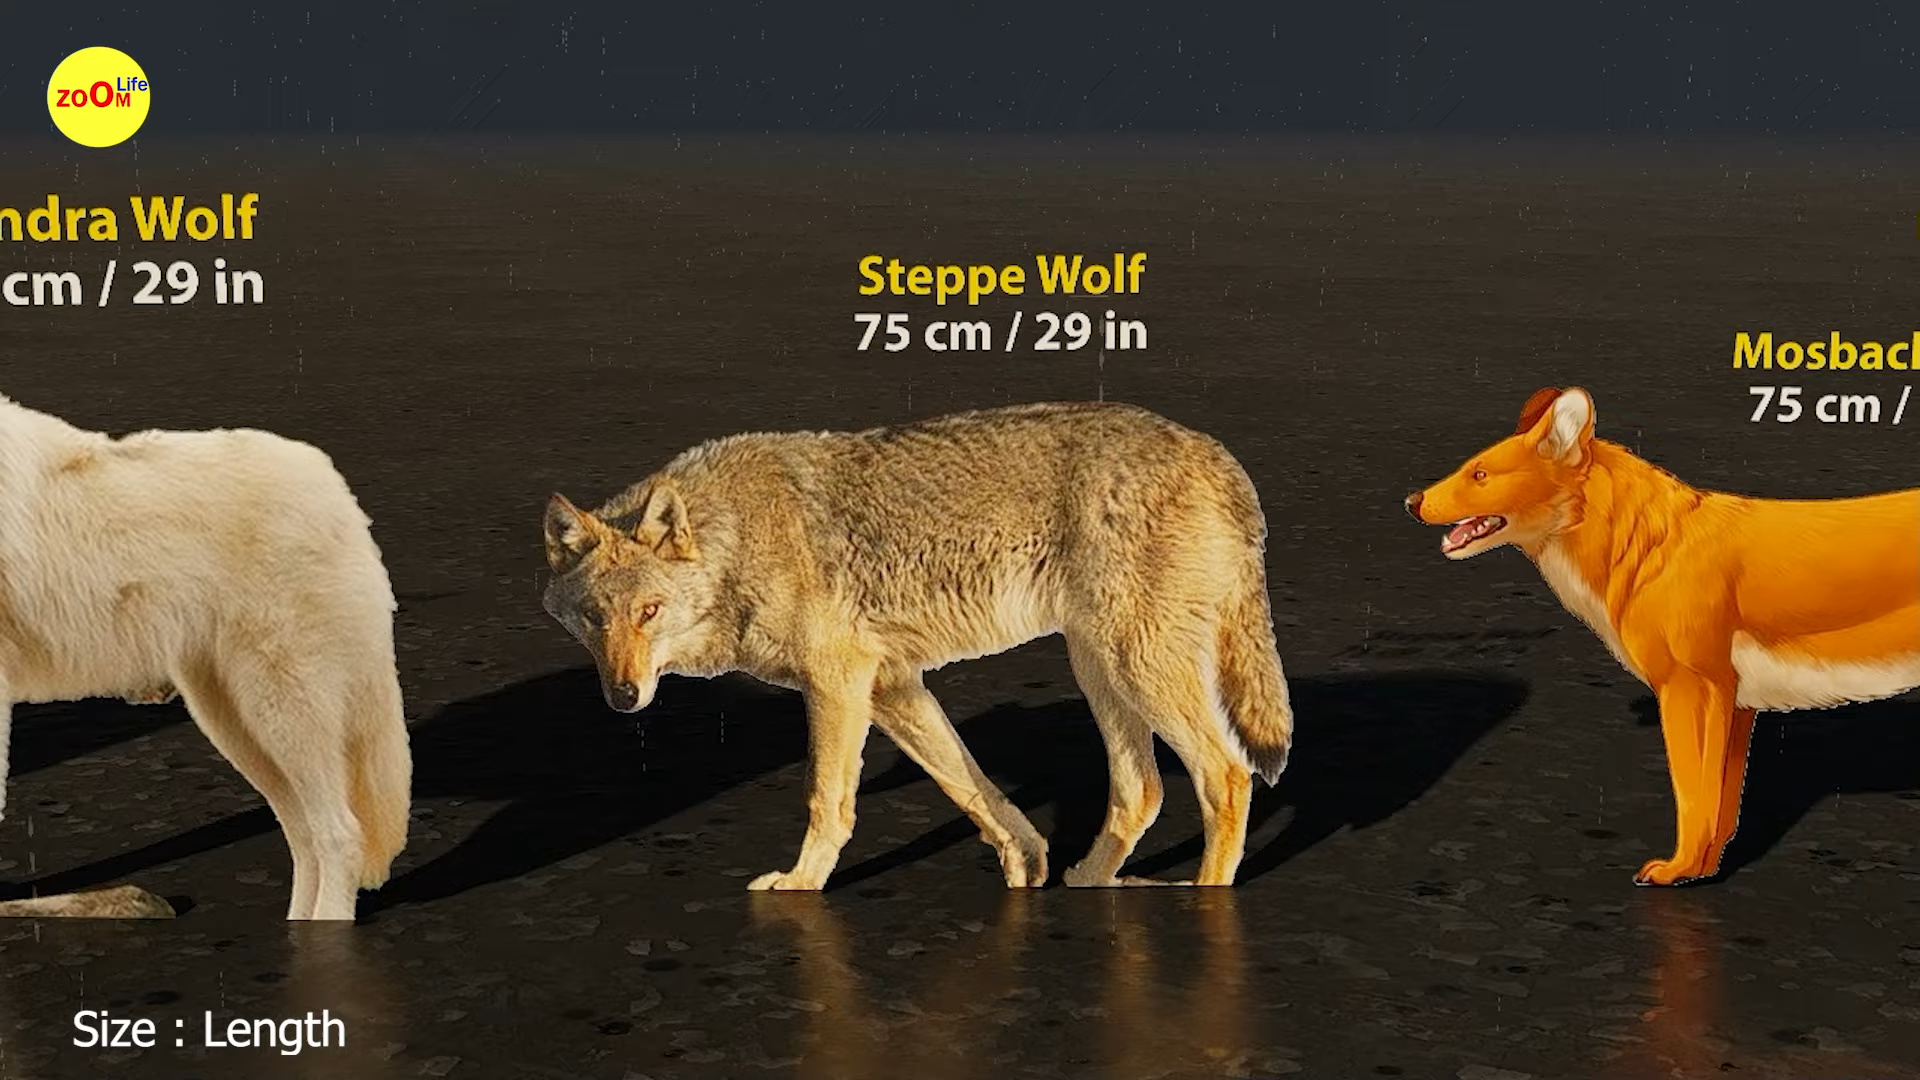 zoOM Life
ndra Wolf
cm / 29 in
Steppe Wolf
75 cm / 29 in
Mosbach
75 cm /
Size : Length